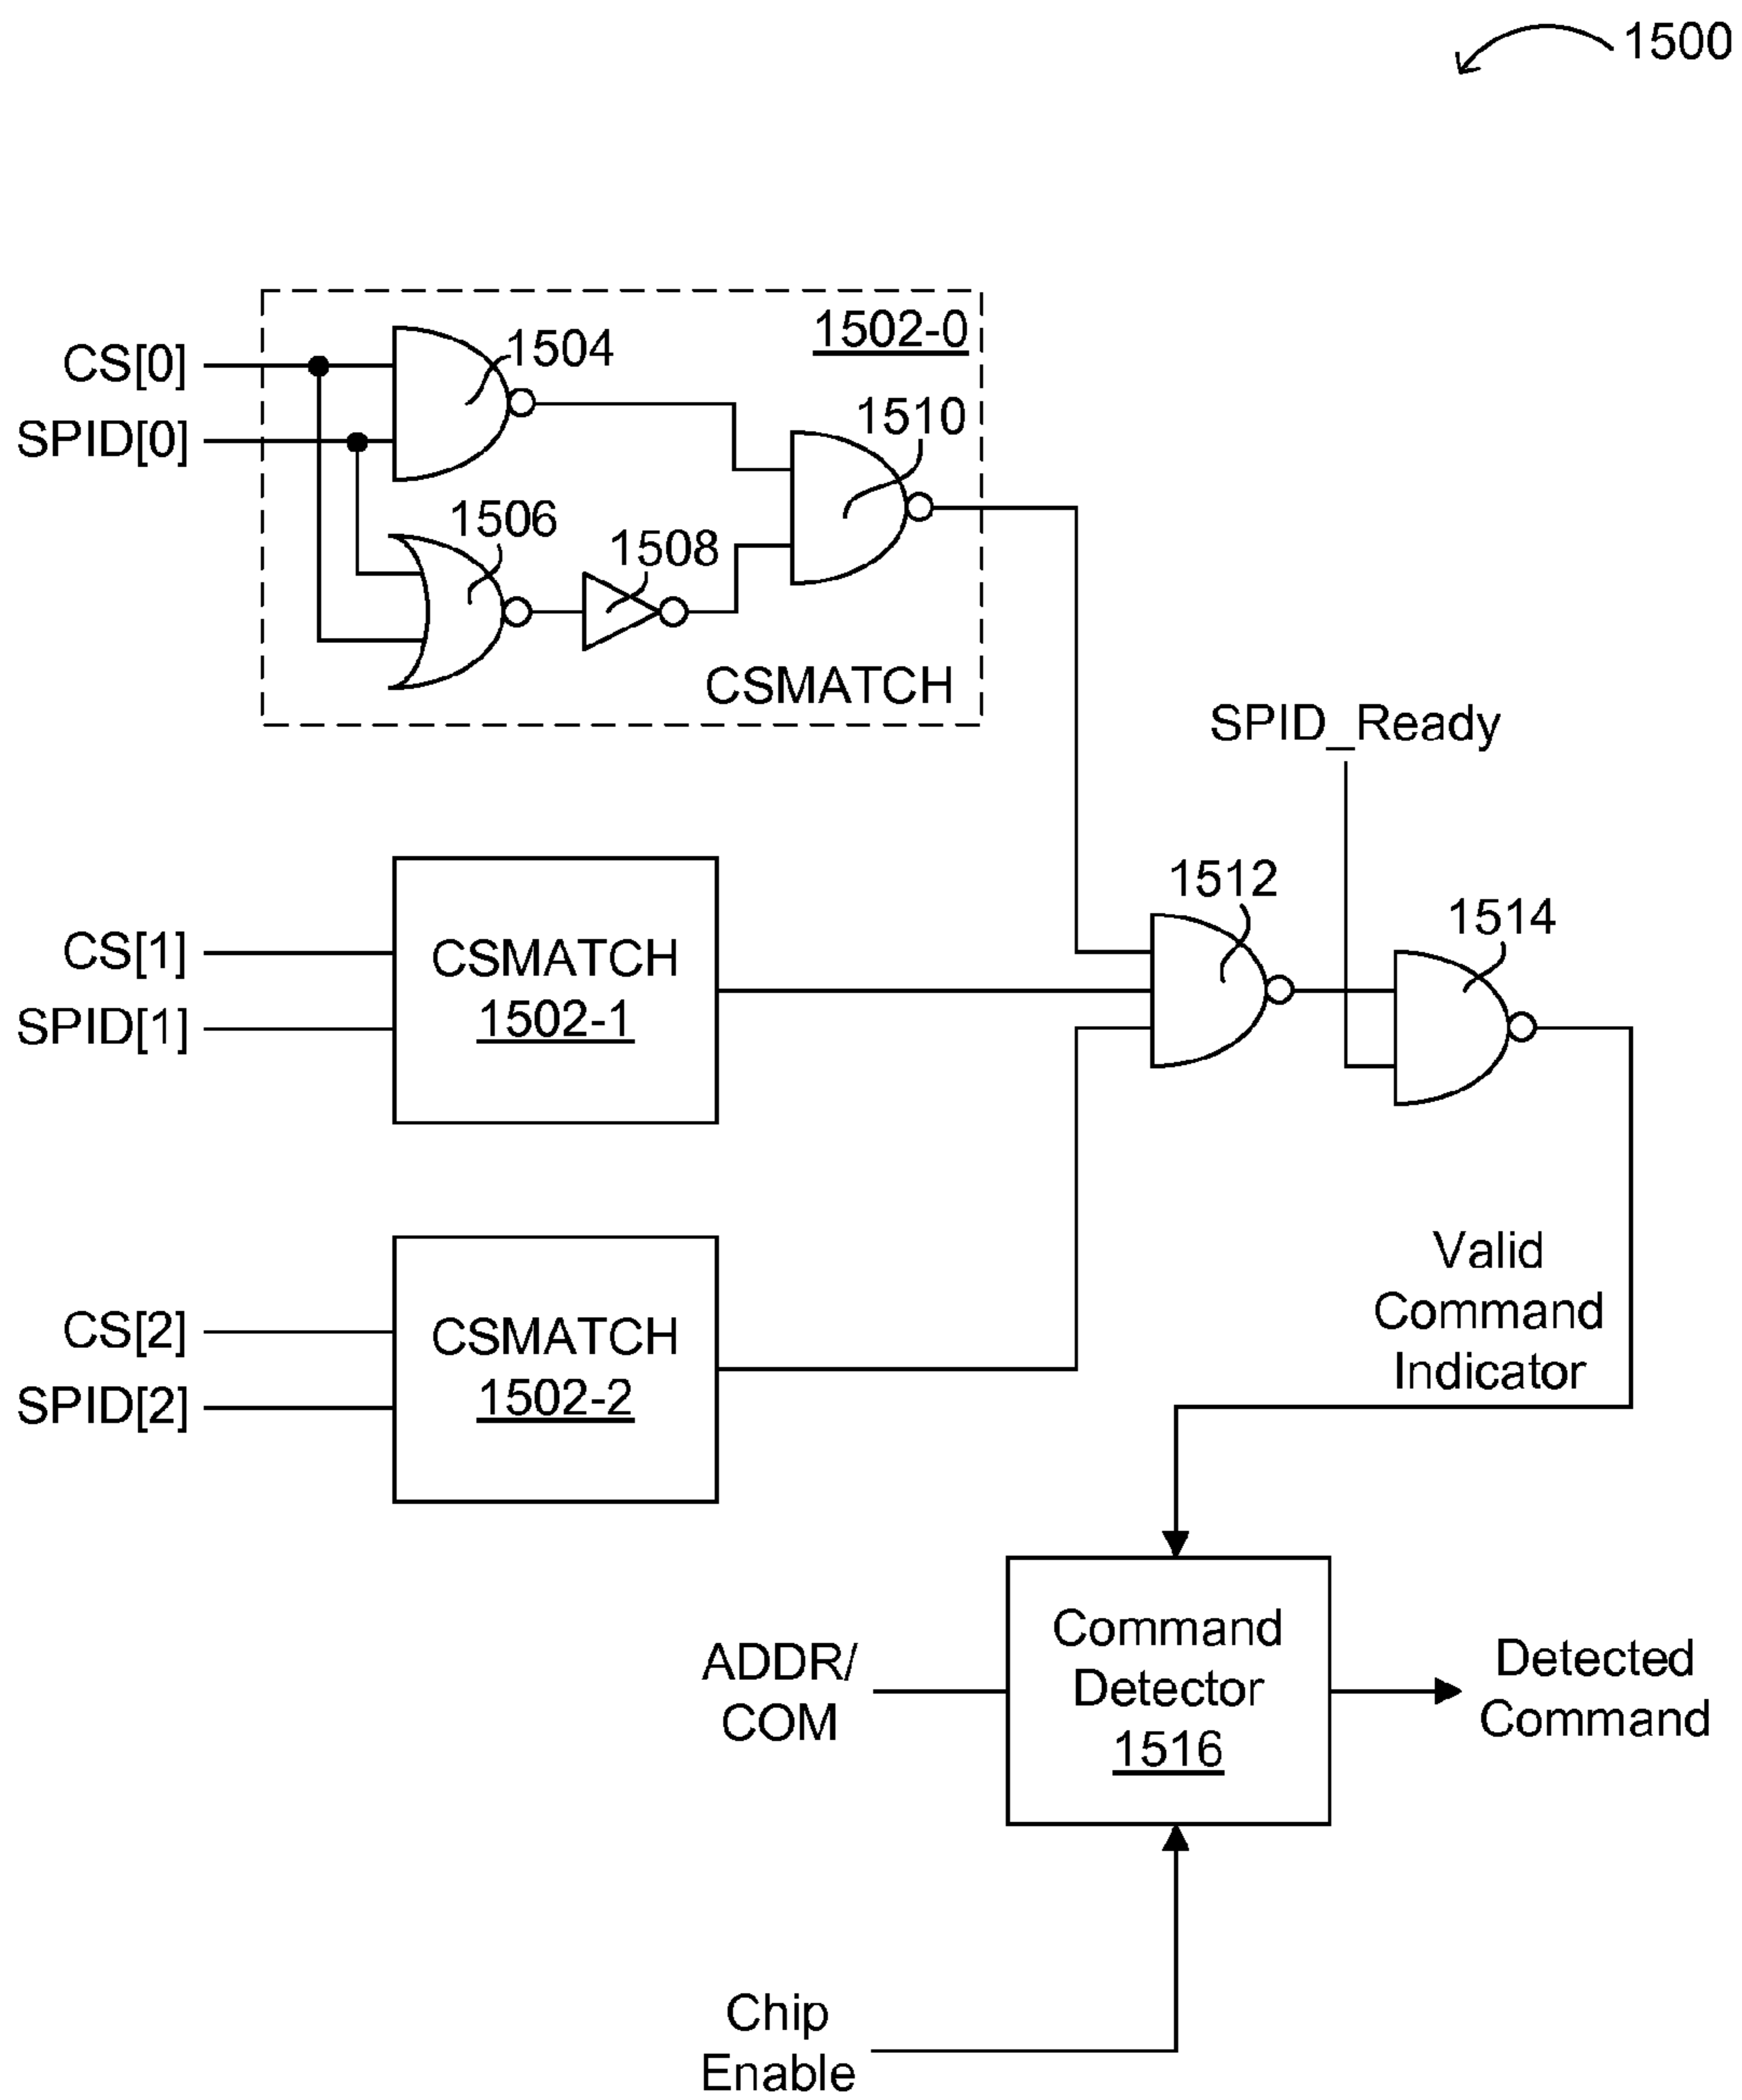 1500
1502-0
CS[0]
1504
SPID[0]
1510
1506
1508
CSMATCH
SPID_Ready
1512
1514
CS[1]
CSMATCH
1502-1
SPID[1]
Valid
Command
Indicator
CS[2]
CSMATCH
1502-2
SPID[2]
ADDR/
COM
Command
Detector
1516
Detected
Command
Chip
Enable